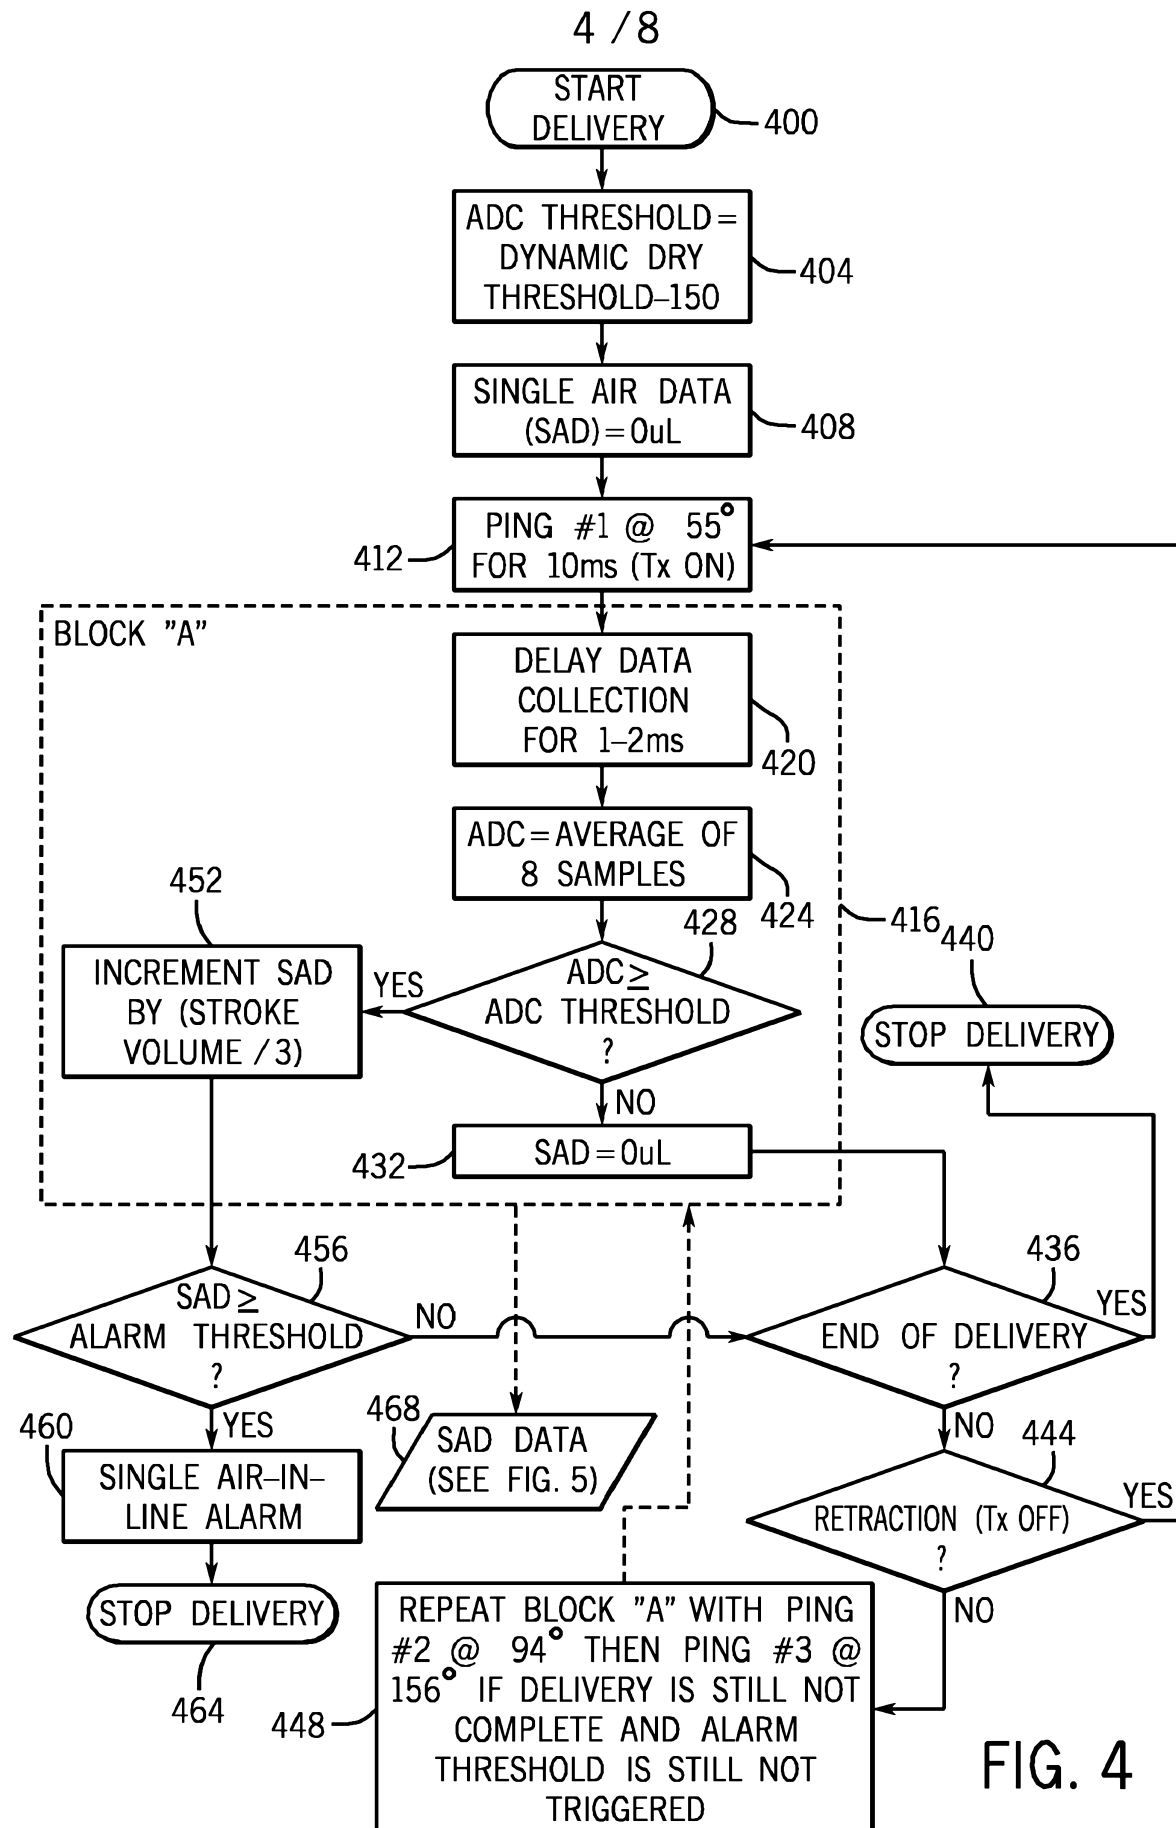 4 / 8
START
DELIVERY
400
ADC THRESHOLD=
DYNAMIC DRY
THRESHOLD–150
404
SINGLE AIR DATA
(SAD)=0uL
408
PING #1 @ 55°
FOR 10ms (Tx ON)
412
BLOCK "A"
DELAY DATA
COLLECTION
FOR 1–2ms
420
ADC=AVERAGE OF
8 SAMPLES
424
416
452
INCREMENT SAD
BY (STROKE
VOLUME /3)
YES
428
ADC ≥
ADC THRESHOLD
?
NO
440
STOP DELIVERY
432
SAD=0uL
456
SAD ≥
ALARM THRESHOLD
?
NO
YES
436
END OF DELIVERY
?
YES
NO
460
SINGLE AIR–IN–
LINE ALARM
468
SAD DATA
(SEE FIG. 5)
444
RETRACTION (Tx OFF)
?
YES
NO
STOP DELIVERY
464
448
REPEAT BLOCK "A" WITH PING
#2 @ 94° THEN PING #3 @
156° IF DELIVERY IS STILL NOT
COMPLETE AND ALARM
THRESHOLD IS STILL NOT
TRIGGERED
FIG. 4